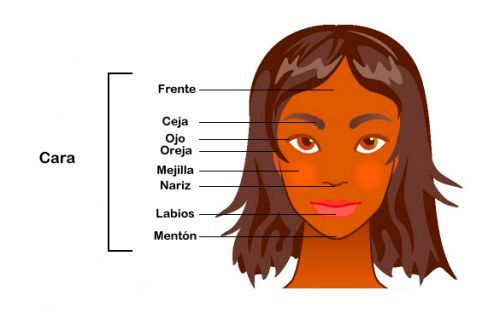 Cara
Frente
Ceja
Ojo
Oreja
Mejilla
Nariz
Labios
Mentón